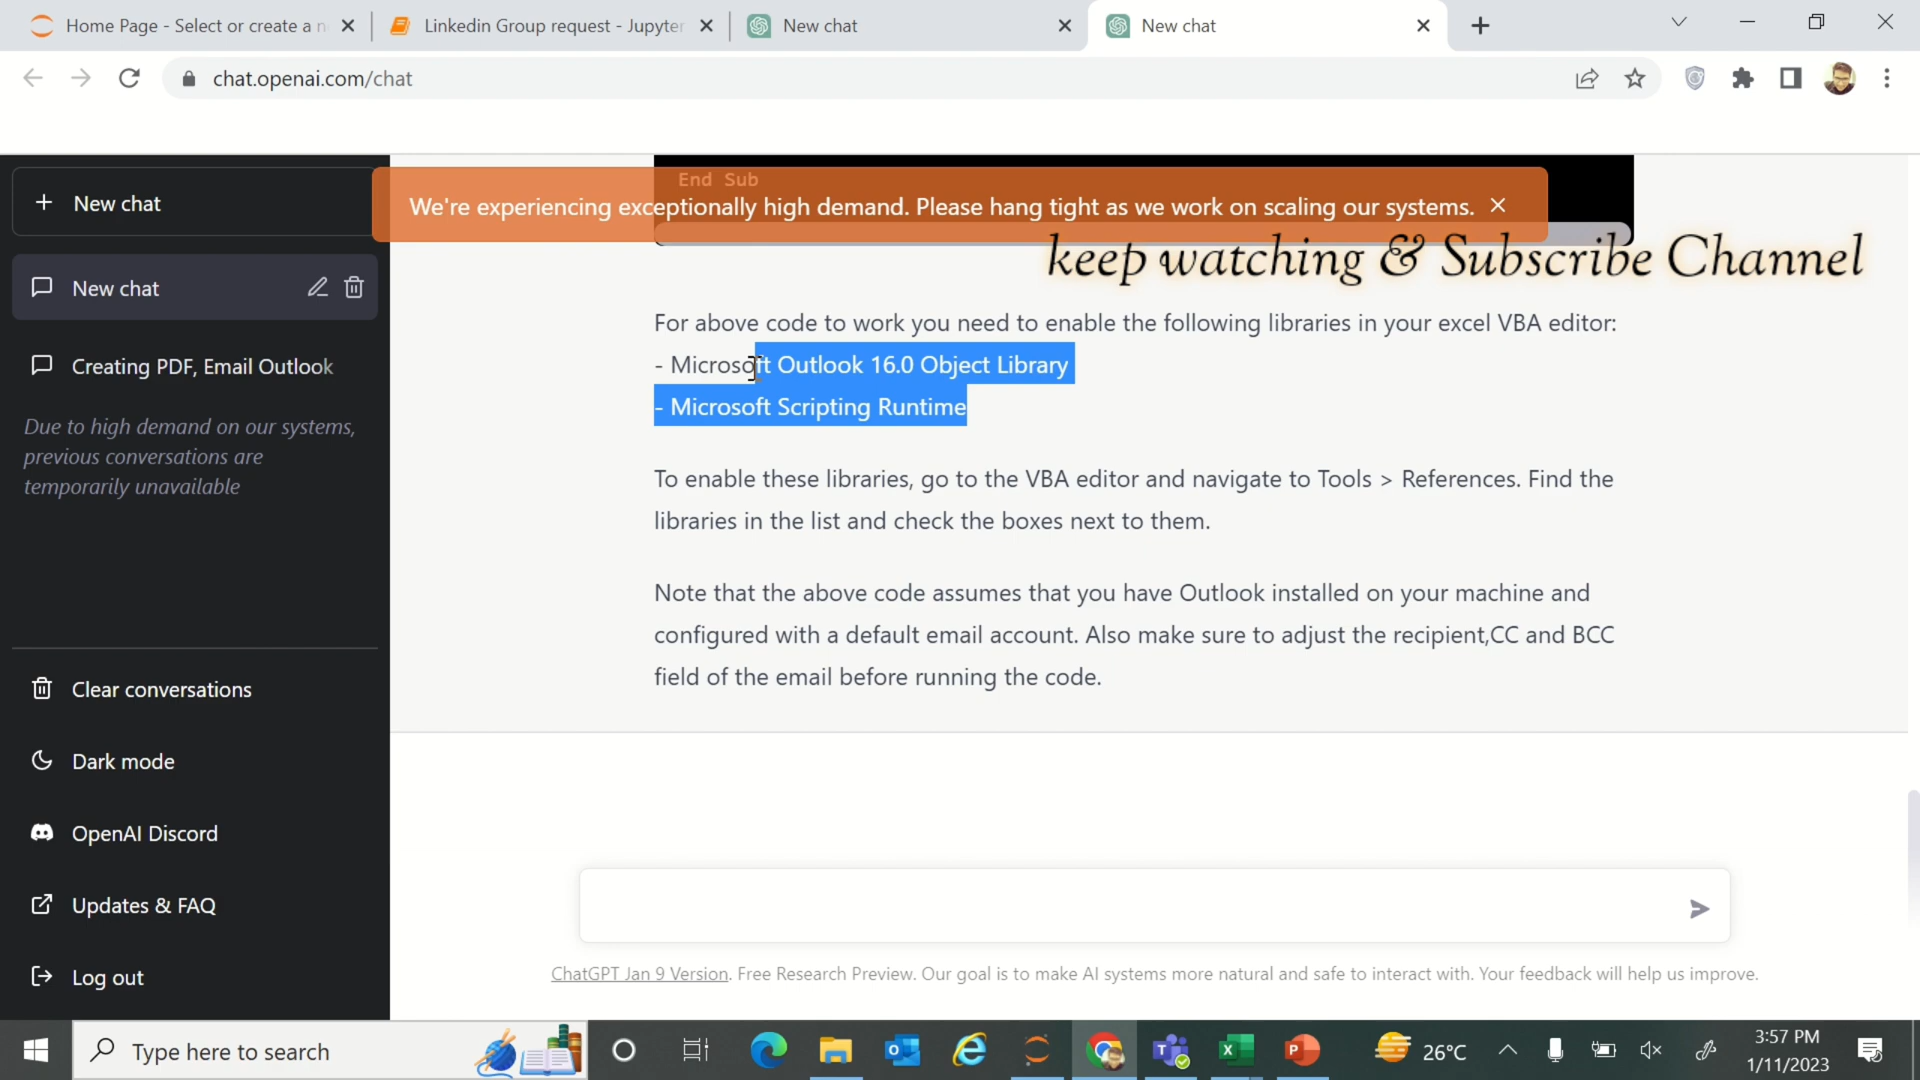 Home Page - Select or create a n
Linkedin Group request - Jupyter
New chat
New chat
chat.openai.com/chat
New chat
End Sub
We're experiencing exceptionally high demand. Please hang tight as we work on scaling our systems.
keep watching & Subscribe Channel
New chat
Creating PDF, Email Outlook
Due to high demand on our systems,
previous conversations are
temporarily unavailable
For above code to work you need to enable the following libraries in your excel VBA editor:
- Microsoft Outlook 16.0 Object Library
- Microsoft Scripting Runtime
To enable these libraries, go to the VBA editor and navigate to Tools > References. Find the
libraries in the list and check the boxes next to them.
Note that the above code assumes that you have Outlook installed on your machine and
configured with a default email account. Also make sure to adjust the recipient,CC and BCC
field of the email before running the code.
Clear conversations
Dark mode
OpenAI Discord
Updates & FAQ
Log out
ChatGPT Jan 9 Version. Free Research Preview. Our goal is to make AI systems more natural and safe to interact with. Your feedback will help us improve.
Type here to search
26°C
3:57 PM
1/11/2023